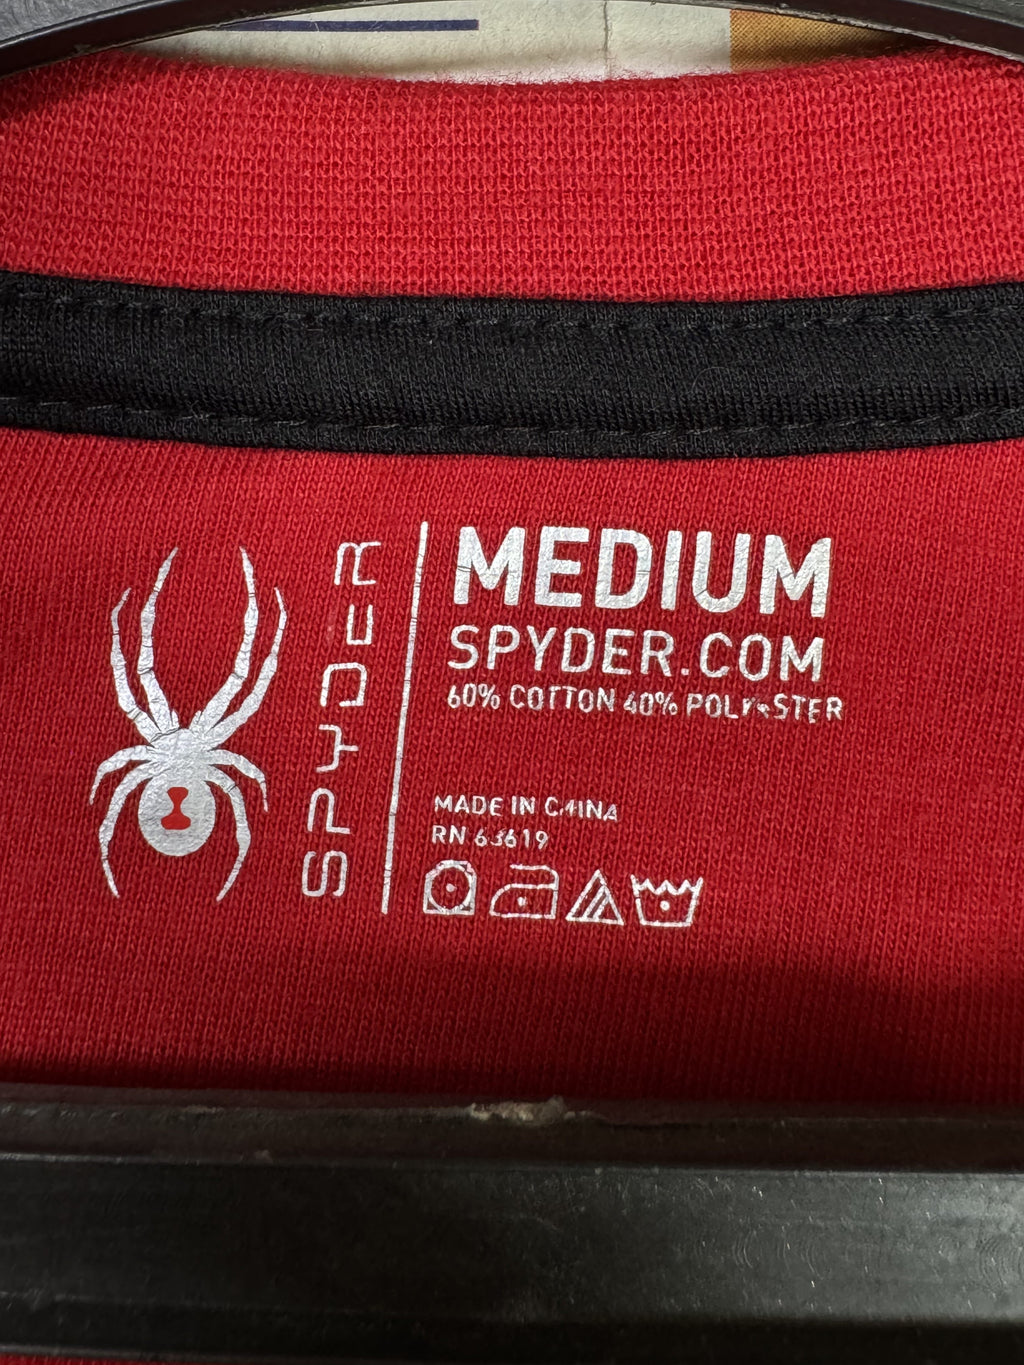 SPYDER
MEDIUM
SPYDER.COM
60% COTTON 40% POLYESTER
MADE IN CHINA
RN 63619